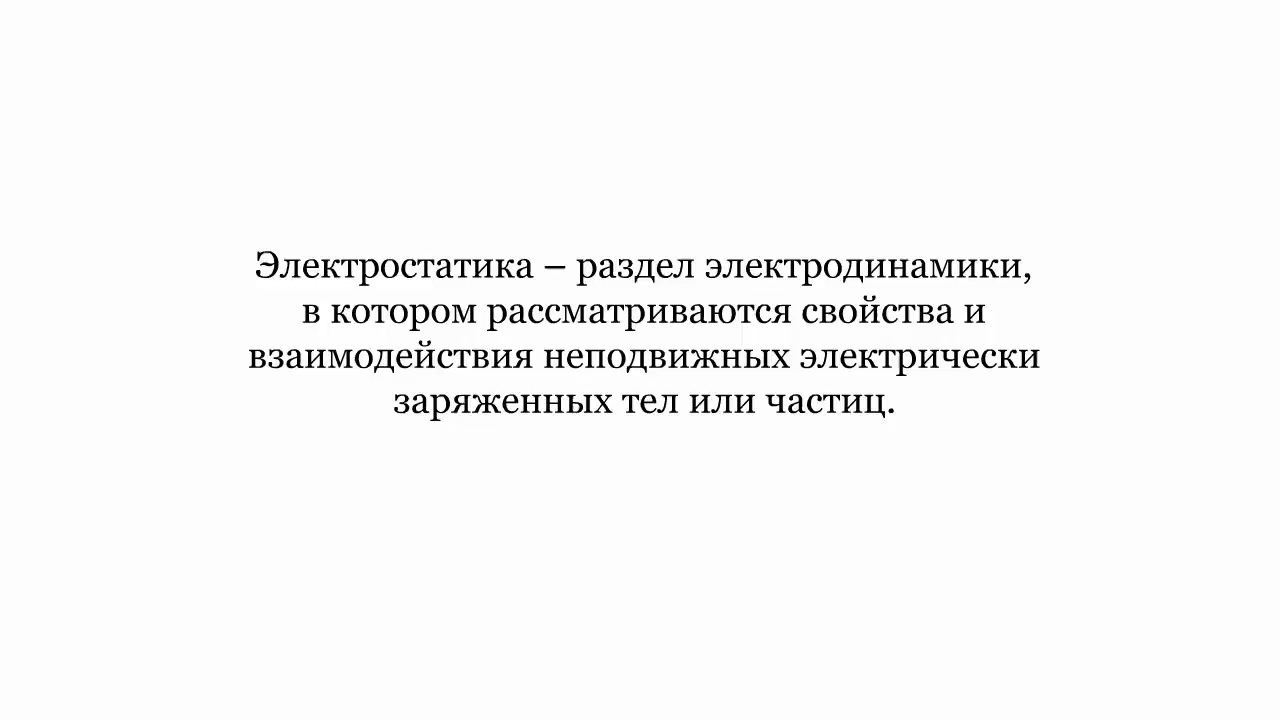 Электростатика – раздел электродинамики,
в котором рассматриваются свойства и
взаимодействия неподвижных электрически
заряженных тел или частиц.